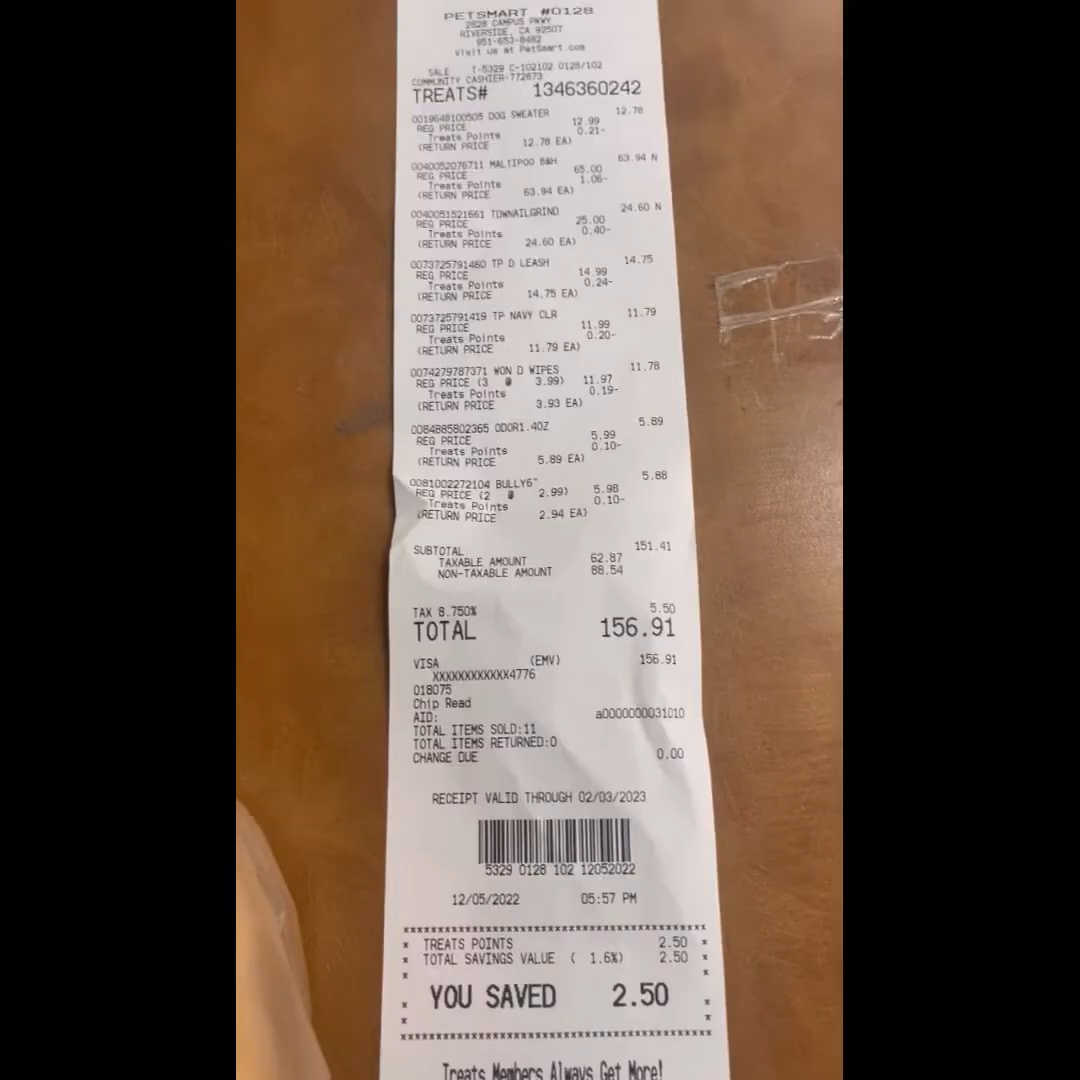 PETSMART #0128
2828 CAMPUS PKWY
RIVERSIDE, CA 92507
951-653-8482
Visit us at PetSmart.com
SALE T-5329 C-102102 0128/102
COMMUNITY CASHIER-772673
TREATS# 1346360242
0019648100505 DOG SWEATER 12.78
REG PRICE 12.99
Treats Points 0.21-
(RETURN PRICE 12.78 EA)
0040052076711 MALTIPOO B&H 63.94 N
REG PRICE 65.00
Treats Points 1.06-
(RETURN PRICE 63.94 EA)
0040051521661 TOWNAILGRIND 24.60 N
REG PRICE 25.00
Treats Points 0.40-
(RETURN PRICE 24.60 EA)
0073725791460 TP D LEASH 14.75
REG PRICE 14.99
Treats Points 0.24-
(RETURN PRICE 14.75 EA)
0073725791419 TP NAVY CLR 11.79
REG PRICE 11.99
Treats Points 0.20-
(RETURN PRICE 11.79 EA)
0074279787371 WON D WIPES 11.78
REG PRICE (3 @ 3.99) 11.97
Treats Points 0.19-
(RETURN PRICE 3.93 EA)
0084885802365 ODOR1.4OZ 5.89
REG PRICE 5.99
Treats Points 0.10-
(RETURN PRICE 5.89 EA)
0081002272104 BULLY6" 5.88
REG PRICE (2 @ 2.99) 5.98
Treats Points 0.10-
(RETURN PRICE 2.94 EA)
SUBTOTAL 151.41
TAXABLE AMOUNT 62.87
NON-TAXABLE AMOUNT 88.54
TAX 8.750% 5.50
TOTAL 156.91
VISA (EMV) 156.91
XXXXXXXXXXXX4776
018075
Chip Read
AID: a0000000031010
TOTAL ITEMS SOLD:11
TOTAL ITEMS RETURNED:0
CHANGE DUE 0.00
RECEIPT VALID THROUGH 02/03/2023
5329 0128 102 12052022
12/05/2022 05:57 PM
TREATS POINTS 2.50
TOTAL SAVINGS VALUE ( 1.6%) 2.50
YOU SAVED 2.50
Treats Members Always Get More!